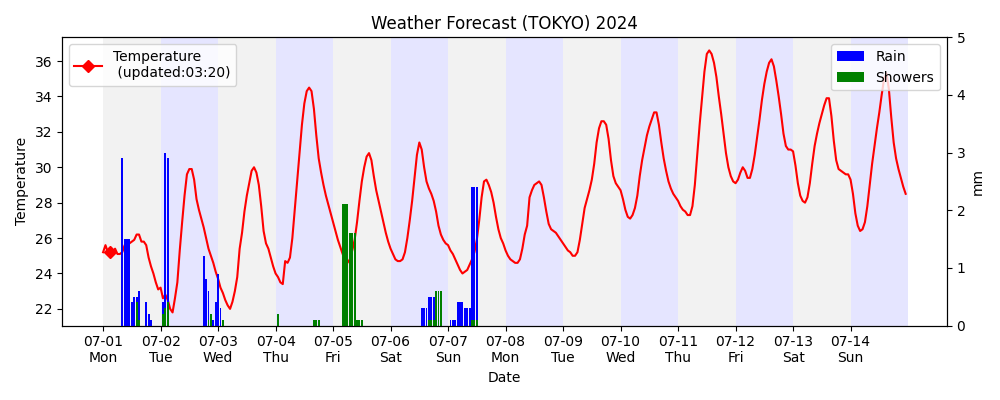 Weather Forecast (TOKYO) 2024
Temperature
(updated:03:20)
Rain
Showers
Temperature
36
34
32
30
28
26
24
22
5
4
3
2
1
0
mm
07-01 07-02 07-03 07-04 07-05 07-06 07-07 07-08 07-09 07-10 07-11 07-12 07-13 07-14
Mon Tue Wed Thu Fri Sat Sun Mon Tue Wed Thu Fri Sat Sun
Date